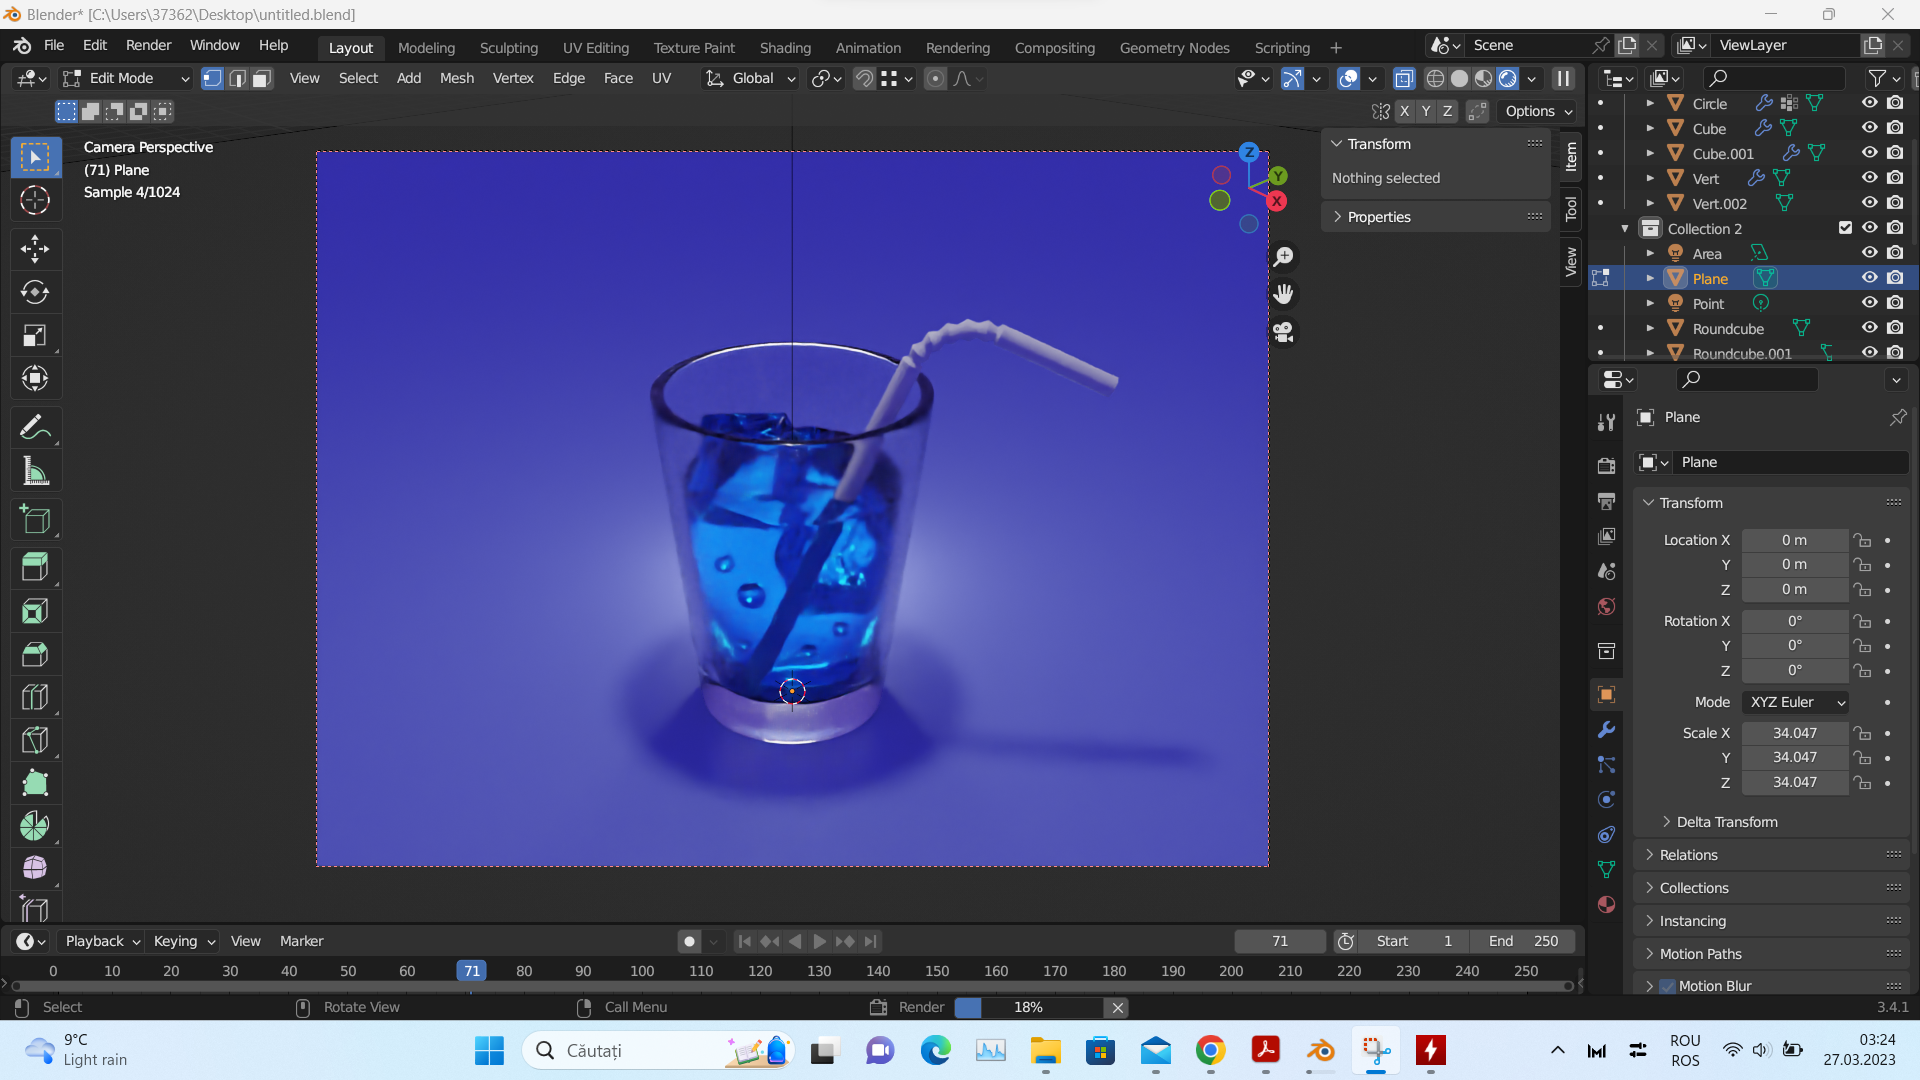 Blender* [C:\Users\37362\Desktop\untitled.blend]
File Edit Render Window Help Layout Modeling Sculpting UV Editing Texture Paint Shading Animation Rendering Compositing Geometry Nodes Scripting + Scene ViewLayer
Edit Mode View Select Add Mesh Vertex Edge Face UV Global
X Y Z Options
Camera Perspective
(71) Plane
Sample 4/1024
Z
Y
X
Transform
Nothing selected
Properties
Item
Tool
View
Circle
Cube
Cube.001
Vert
Vert.002
Collection 2
Area
Plane
Point
Roundcube
Roundcube.001
Plane
Plane
Transform
Location X 0 m
Y 0 m
Z 0 m
Rotation X 0°
Y 0°
Z 0°
Mode XYZ Euler
Scale X 34.047
Y 34.047
Z 34.047
Delta Transform
Relations
Collections
Instancing
Motion Paths
Motion Blur
Playback Keying View Marker 71 Start 1 End 250
0 10 20 30 40 50 60 71 80 90 100 110 120 130 140 150 160 170 180 190 200 210 220 230 240 250
Select Rotate View Call Menu Render 18% 3.4.1
9°C
Light rain
Căutați
ROU
ROS
03:24
27.03.2023